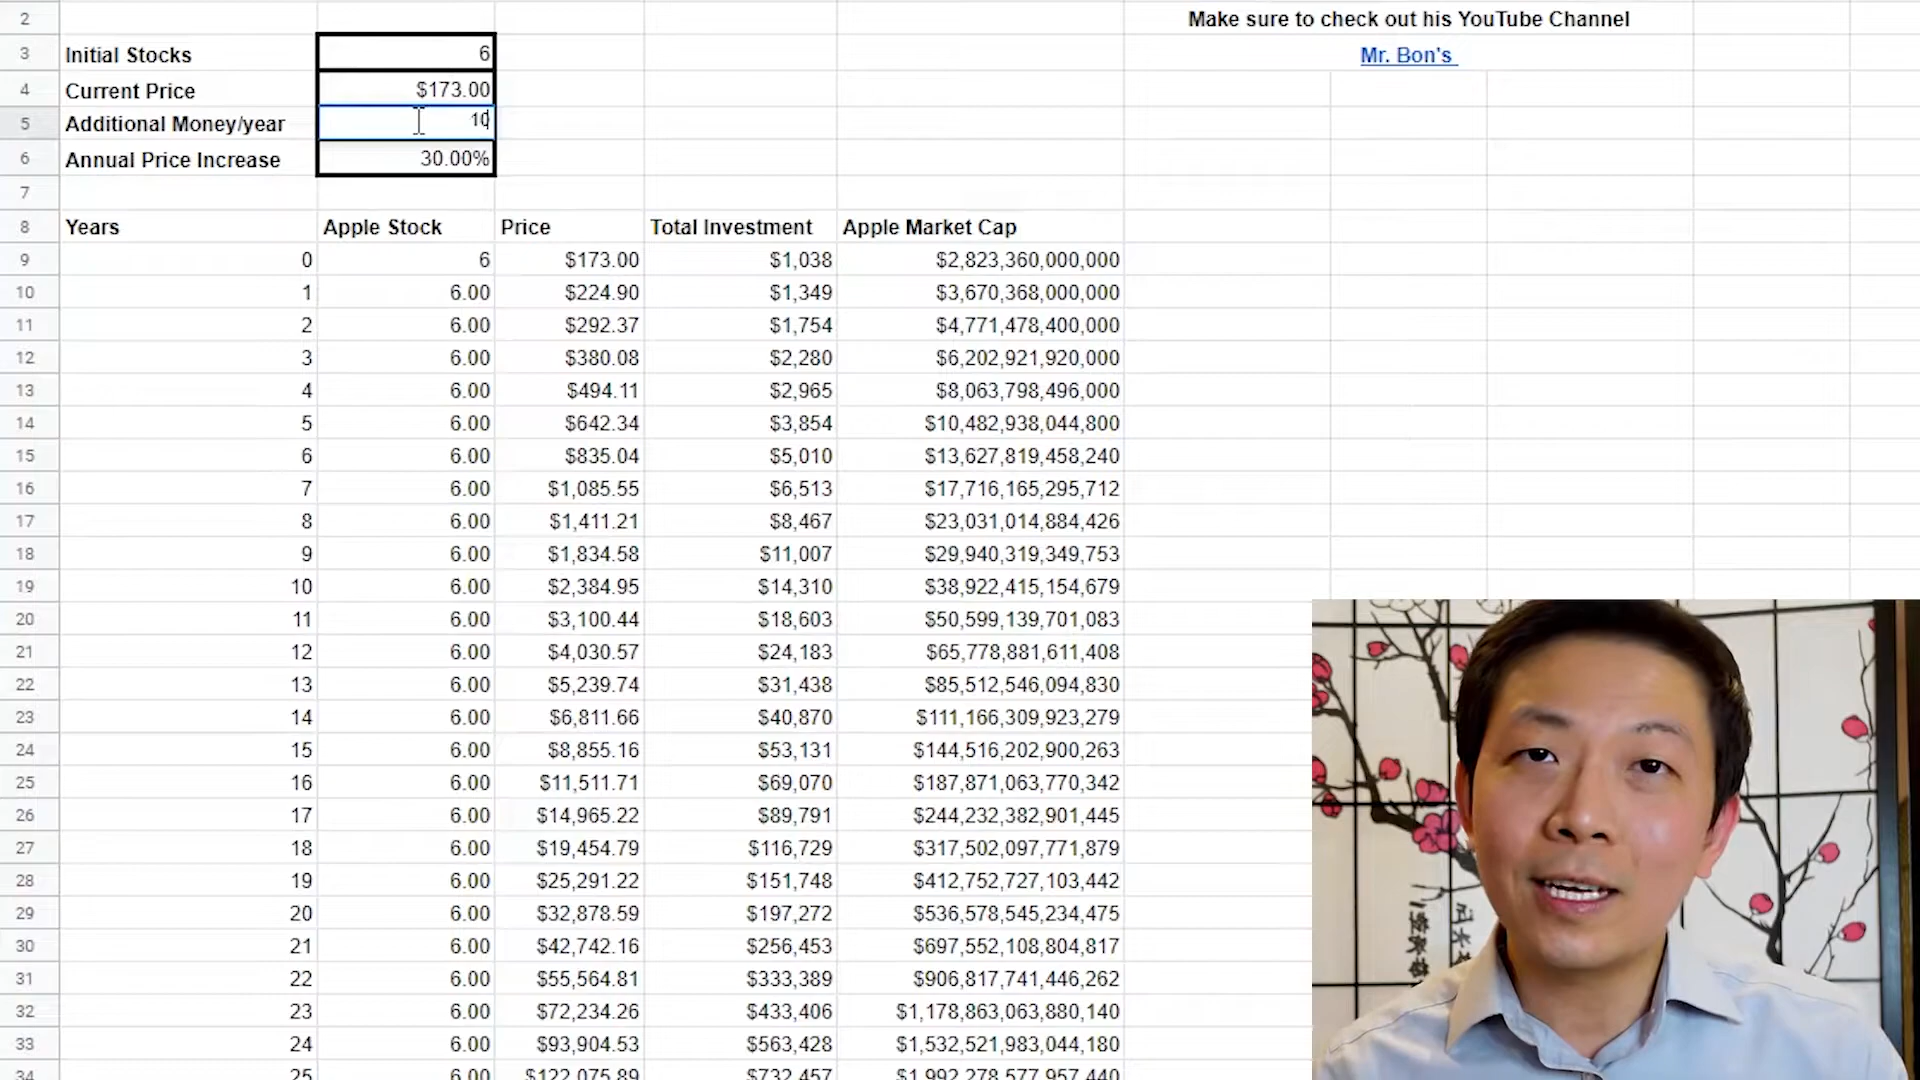 2 Make sure to check out his YouTube Channel
3 Initial Stocks 6 Mr. Bon's
4 Current Price $173.00
5 Additional Money/year 10
6 Annual Price Increase 30.00%
7
8 Years Apple Stock Price Total Investment Apple Market Cap
9 0 6 $173.00 $1,038 $2,823,360,000,000
10 1 6.00 $224.90 $1,349 $3,670,368,000,000
11 2 6.00 $292.37 $1,754 $4,771,478,400,000
12 3 6.00 $380.08 $2,280 $6,202,921,920,000
13 4 6.00 $494.11 $2,965 $8,063,798,496,000
14 5 6.00 $642.34 $3,854 $10,482,938,044,800
15 6 6.00 $835.04 $5,010 $13,627,819,458,240
16 7 6.00 $1,085.55 $6,513 $17,716,165,295,712
17 8 6.00 $1,411.21 $8,467 $23,031,014,884,426
18 9 6.00 $1,834.58 $11,007 $29,940,319,349,753
19 10 6.00 $2,384.95 $14,310 $38,922,415,154,679
20 11 6.00 $3,100.44 $18,603 $50,599,139,701,083
21 12 6.00 $4,030.57 $24,183 $65,778,881,611,408
22 13 6.00 $5,239.74 $31,438 $85,512,546,094,830
23 14 6.00 $6,811.66 $40,870 $111,166,309,923,279
24 15 6.00 $8,855.16 $53,131 $144,516,202,900,263
25 16 6.00 $11,511.71 $69,070 $187,871,063,770,342
26 17 6.00 $14,965.22 $89,791 $244,232,382,901,445
27 18 6.00 $19,454.79 $116,729 $317,502,097,771,879
28 19 6.00 $25,291.22 $151,748 $412,752,727,103,442
29 20 6.00 $32,878.59 $197,272 $536,578,545,234,475
30 21 6.00 $42,742.16 $256,453 $697,552,108,804,817
31 22 6.00 $55,564.81 $333,389 $906,817,741,446,262
32 23 6.00 $72,234.26 $433,406 $1,178,863,063,880,140
33 24 6.00 $93,904.53 $563,428 $1,532,521,983,044,180
34 25 6.00 $122,075.89 $732,457 $1,992,278,577,957,440